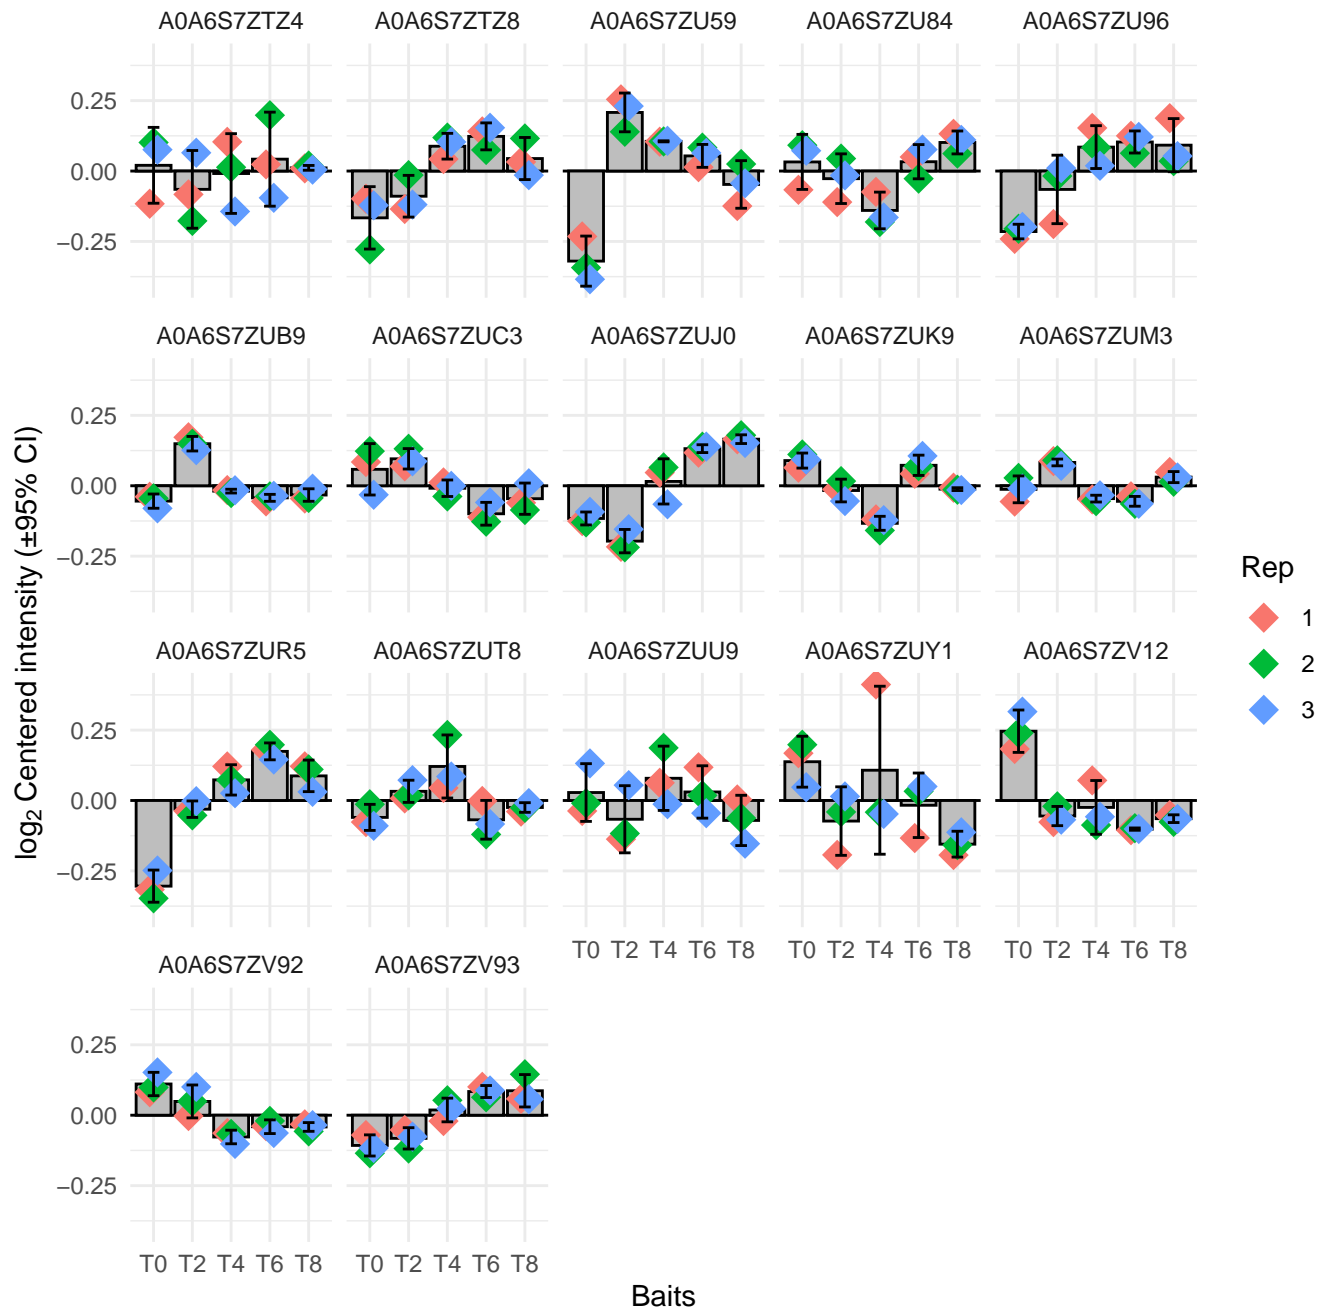 A0A6S7ZTZ4 A0A6S7ZTZ8 A0A6S7ZU59 A0A6S7ZU84 A0A6S7ZU96
0.25
0.00
−0.25
A0A6S7ZUB9 A0A6S7ZUC3 A0A6S7ZUJ0 A0A6S7ZUK9 A0A6S7ZUM3
0.25
0.00
−0.25
A0A6S7ZUR5 A0A6S7ZUT8 A0A6S7ZUU9 A0A6S7ZUY1 A0A6S7ZV12
0.25
0.00
−0.25
T0 T2 T4 T6 T8 T0 T2 T4 T6 T8 T0 T2 T4 T6 T8
A0A6S7ZV92 A0A6S7ZV93
0.25
0.00
−0.25
T0 T2 T4 T6 T8 T0 T2 T4 T6 T8
Baits
log2 Centered intensity (±95% CI)
Rep
1
2
3